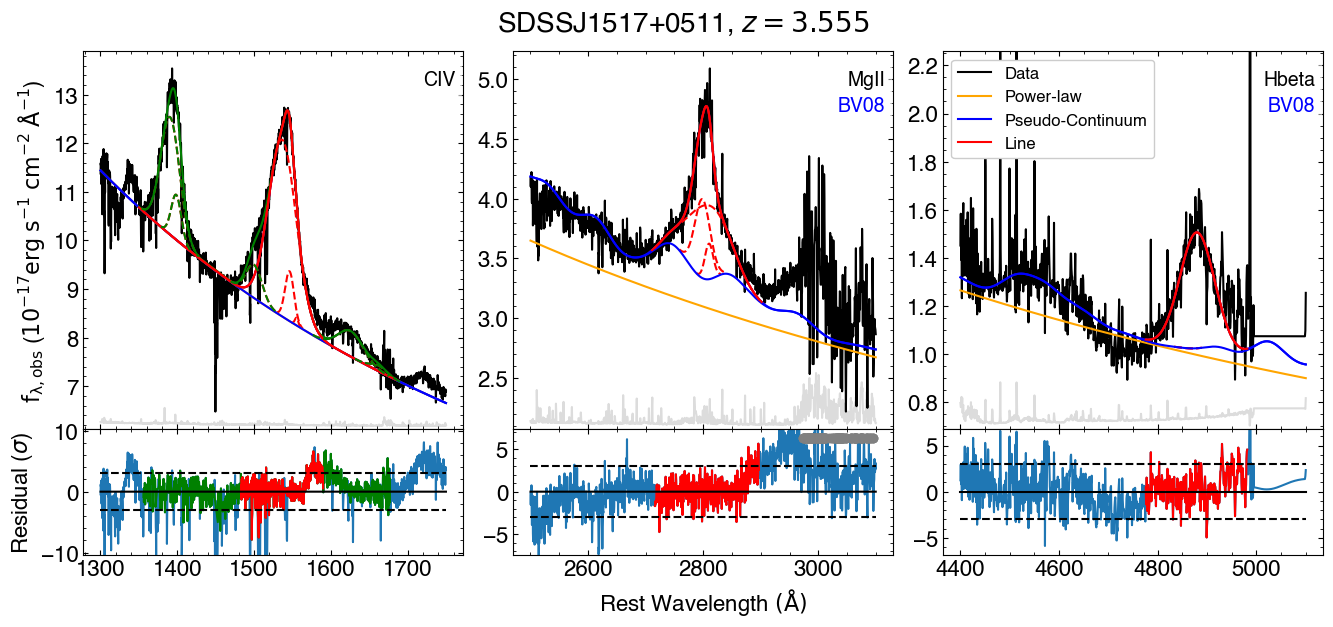 SDSSJ1517+0511, z = 3.555
f_λ,obs (10⁻¹⁷erg s⁻¹ cm⁻² Å⁻¹)
13
12
11
10
9
8
7
CIV
5.0
4.5
4.0
3.5
3.0
2.5
MgII
BV08
2.2
2.0
1.8
1.6
1.4
1.2
1.0
0.8
Data
Power-law
Pseudo-Continuum
Line
Hbeta
BV08
Residual (σ)
10
0
−10
5
0
−5
5
0
−5
1300 1400 1500 1600 1700
2600 2800 3000
4400 4600 4800 5000
Rest Wavelength (Å)